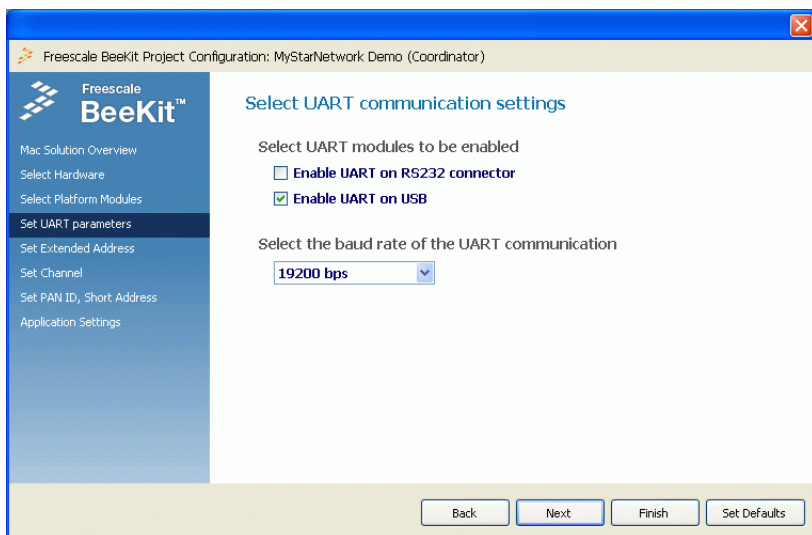 Freescale BeeKit Project Configuration: MyStarNetwork Demo (Coordinator)
Freescale
BeeKit™
Mac Solution Overview
Select Hardware
Select Platform Modules
Set UART parameters
Set Extended Address
Set Channel
Set PAN ID, Short Address
Application Settings
Select UART communication settings
Select UART modules to be enabled
Enable UART on RS232 connector
Enable UART on USB
Select the baud rate of the UART communication
19200 bps
Back
Next
Finish
Set Defaults